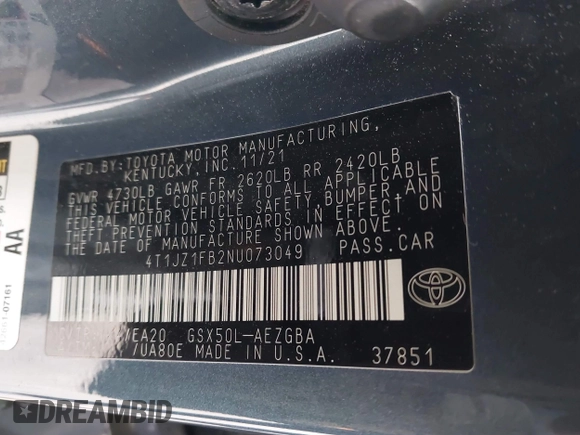 MFD.BY:TOYOTA MOTOR MANUFACTURING,
KENTUCKY,INC. 11/21
GVWR 4730LB GAWR FR 2620LB RR 2420LB
THIS VEHICLE CONFORMS TO ALL APPLICABLE
FEDERAL MOTOR VEHICLE SAFETY,BUMPER,AND
THEFT PREVENTION STANDARDS IN EFFECT ON
THE DATE OF MANUFACTURE SHOWN ABOVE.
4T1JZ1FB2NU073049 PASS.CAR
/EA20 GSX50L-AEZGBA
/UA80E MADE IN U.S.A. 37851
AA
DREAMBID